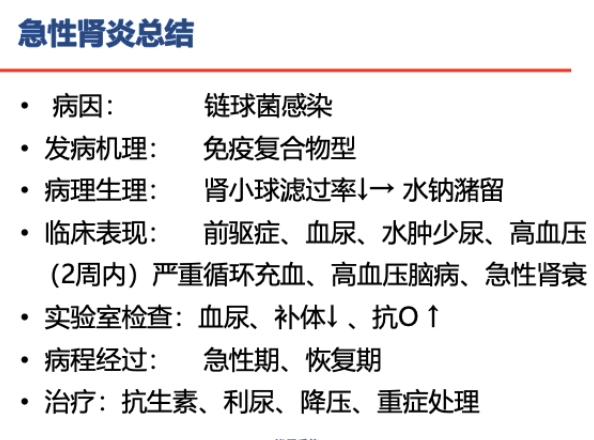 急性肾炎总结
• 病因： 链球菌感染
• 发病机理： 免疫复合物型
• 病理生理： 肾小球滤过率↓→ 水钠潴留
• 临床表现： 前驱症、血尿、水肿少尿、高血压
（2周内）严重循环充血、高血压脑病、急性肾衰
• 实验室检查：血尿、补体↓ 、抗O ↑
• 病程经过： 急性期、恢复期
• 治疗：抗生素、利尿、降压、重症处理